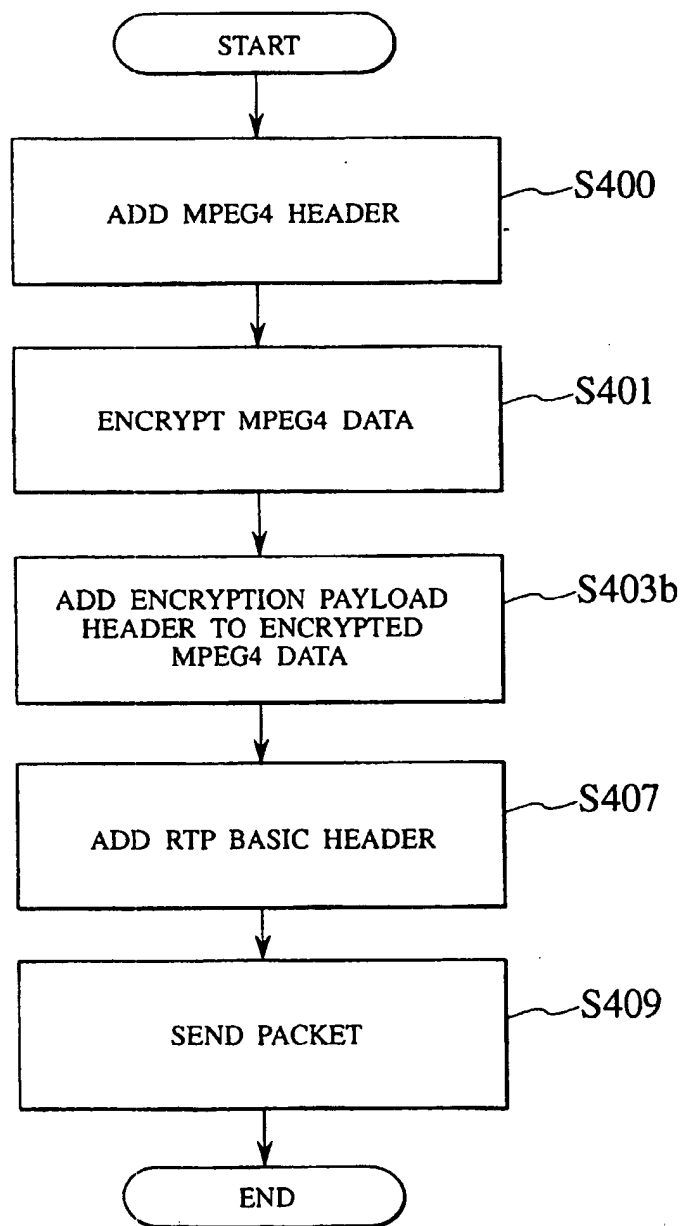 START
ADD MPEG4 HEADER
S400
ENCRYPT MPEG4 DATA
S401
ADD ENCRYPTION PAYLOAD
HEADER TO ENCRYPTED
MPEG4 DATA
S403b
ADD RTP BASIC HEADER
S407
SEND PACKET
S409
END